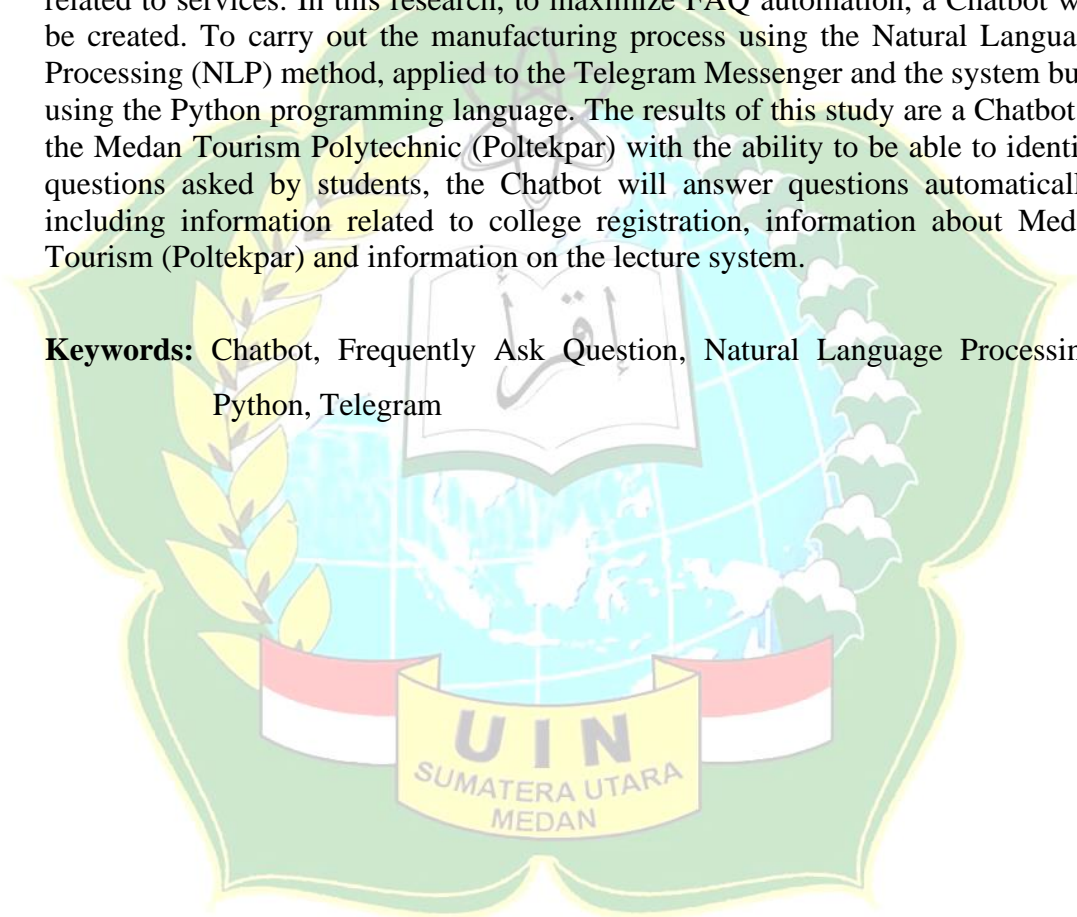 related to services. In this research, to maximize FAQ automation, a Chatbot w
be created. To carry out the manufacturing process using the Natural Langua
Processing (NLP) method, applied to the Telegram Messenger and the system bu
using the Python programming language. The results of this study are a Chatbot
the Medan Tourism Polytechnic (Poltekpar) with the ability to be able to identi
questions asked by students, the Chatbot will answer questions automaticall
including information related to college registration, information about Med
Tourism (Poltekpar) and information on the lecture system.
إقرأ
Keywords: Chatbot, Frequently Ask Question, Natural Language Processin
Python, Telegram
UIN
SUMATERA UTARA
MEDAN